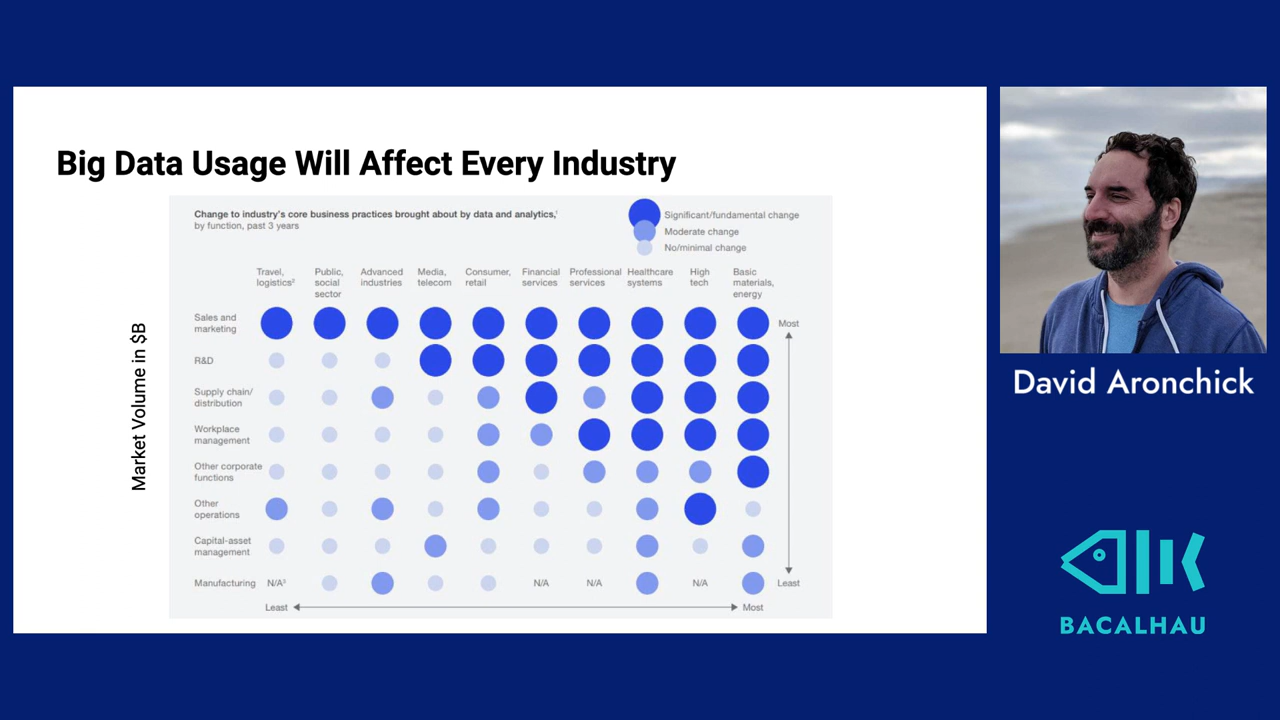 Big Data Usage Will Affect Every Industry
Change to industry's core business practices brought about by data and analytics,¹
by function, past 3 years
Significant/fundamental change
Moderate change
No/minimal change
Travel,
logistics²
Public,
social
sector
Advanced
industries
Media,
telecom
Consumer,
retail
Financial
services
Professional
services
Healthcare
systems
High
tech
Basic
materials,
energy
Sales and
marketing
Most
R&D
Supply chain/
distribution
Workplace
management
Other corporate
functions
Other
operations
Capital-asset
management
Manufacturing N/A³ N/A N/A N/A Least
Least Most
Market Volume in $B
David Aronchick
BACALHAU